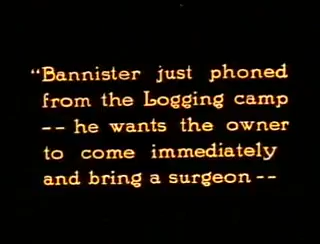 “Bannister just phoned
from the Logging camp
-- he wants the owner
to come immediately
and bring a surgeon --